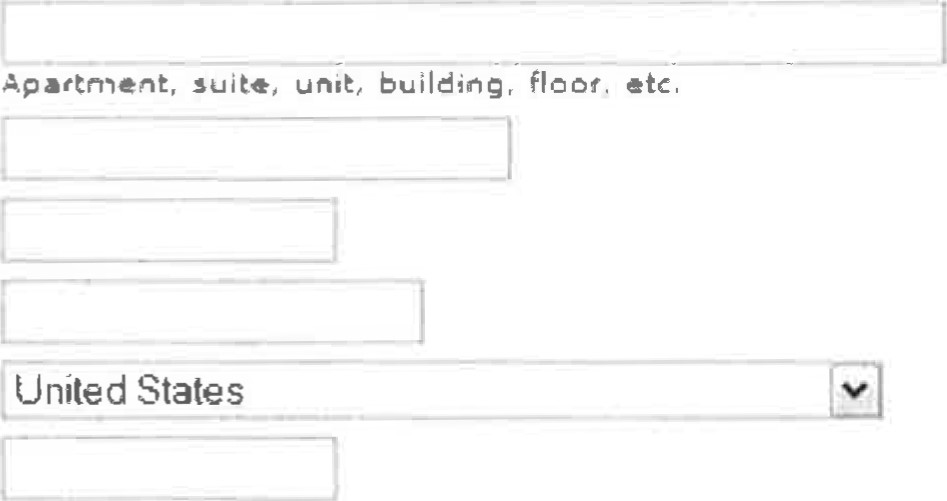 Apartment, suite, unit, building, floor, etc.
United States